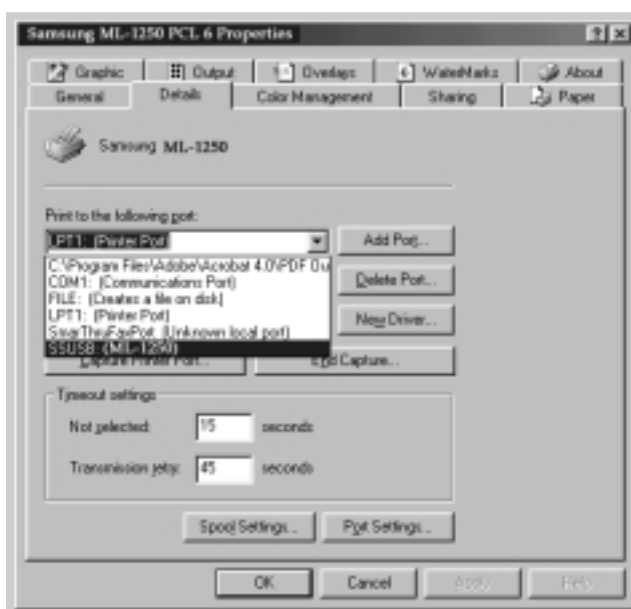 Samsung ML-1250 PCL 6 Properties
Graphic Output Overlays WaterMarks About
General Details Color Management Sharing Paper
Samsung ML-1250
Print to the following port:
LPT1: (Printer Port)
Add Port...
C:\Program Files\Adobe\Acrobat 4.0\PDF Ou
COM1: (Communications Port)
Delete Port...
FILE: (Creates a file on disk)
LPT1: (Printer Port)
New Driver...
SmarThruFaxPort: (Unknown local port)
SSUSB: (ML-1250)
Capture Printer Port... End Capture...
Timeout settings
Not selected: 15 seconds
Transmission retry: 45 seconds
Spool Settings... Port Settings...
OK Cancel Apply Help